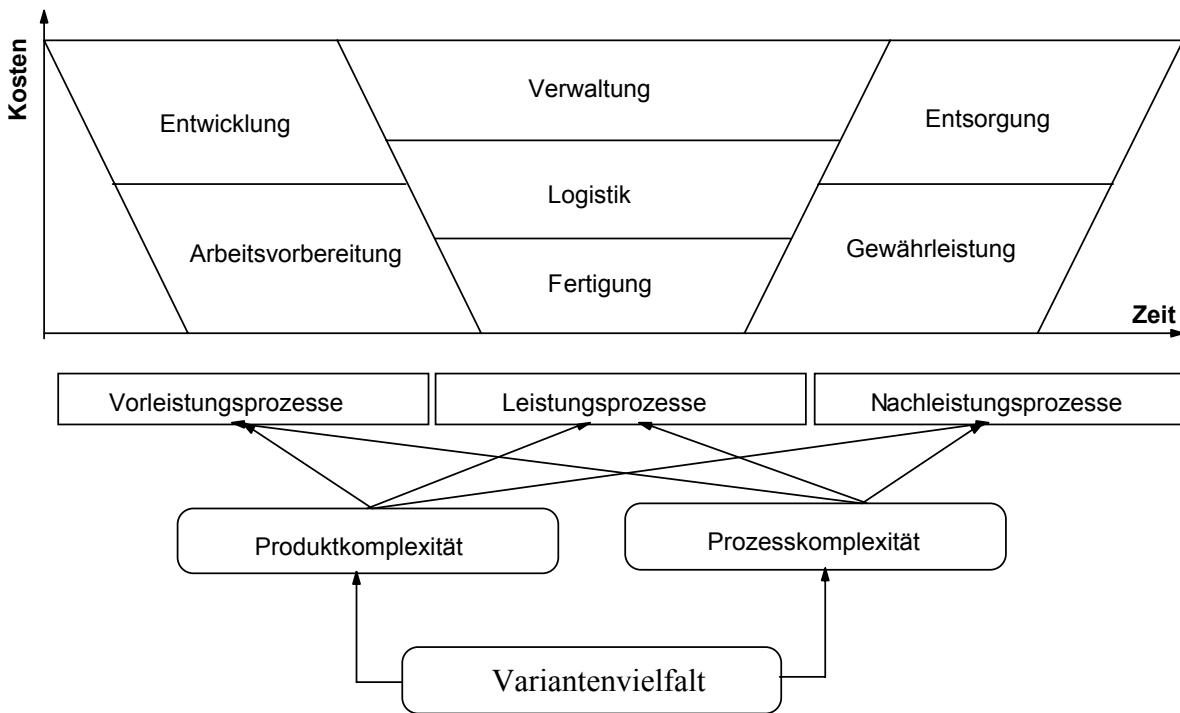 Kosten
Verwaltung
Entwicklung
Entsorgung
Logistik
Arbeitsvorbereitung
Gewährleistung
Fertigung
Zeit
Vorleistungsprozesse
Leistungsprozesse
Nachleistungsprozesse
Produktkomplexität
Prozesskomplexität
Variantenvielfalt